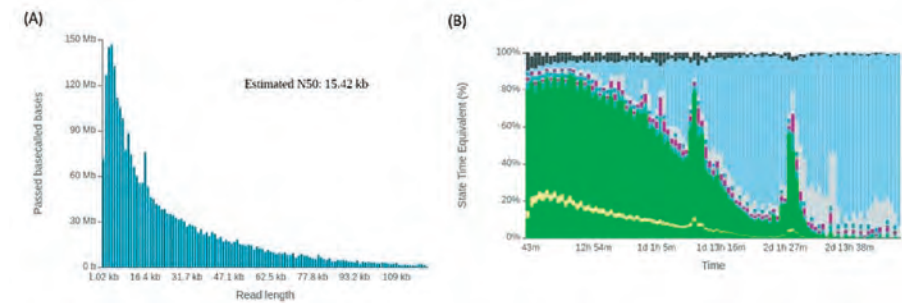 (A)
150 Mb
120 Mb
90 Mb
60 Mb
30 Mb
0 b
Passed basecalled bases
Estimated N50: 15.42 kb
1.02 kb 16.4 kb 31.7 kb 47.1 kb 62.5 kb 77.8 kb 93.2 kb 109 kb
Read length
(B)
100%
80%
60%
40%
20%
0%
State Time Equivalent (%)
43m 12h 54m 1d 1h 5m 1d 13h 16m 2d 1h 27m 2d 13h 38m
Time